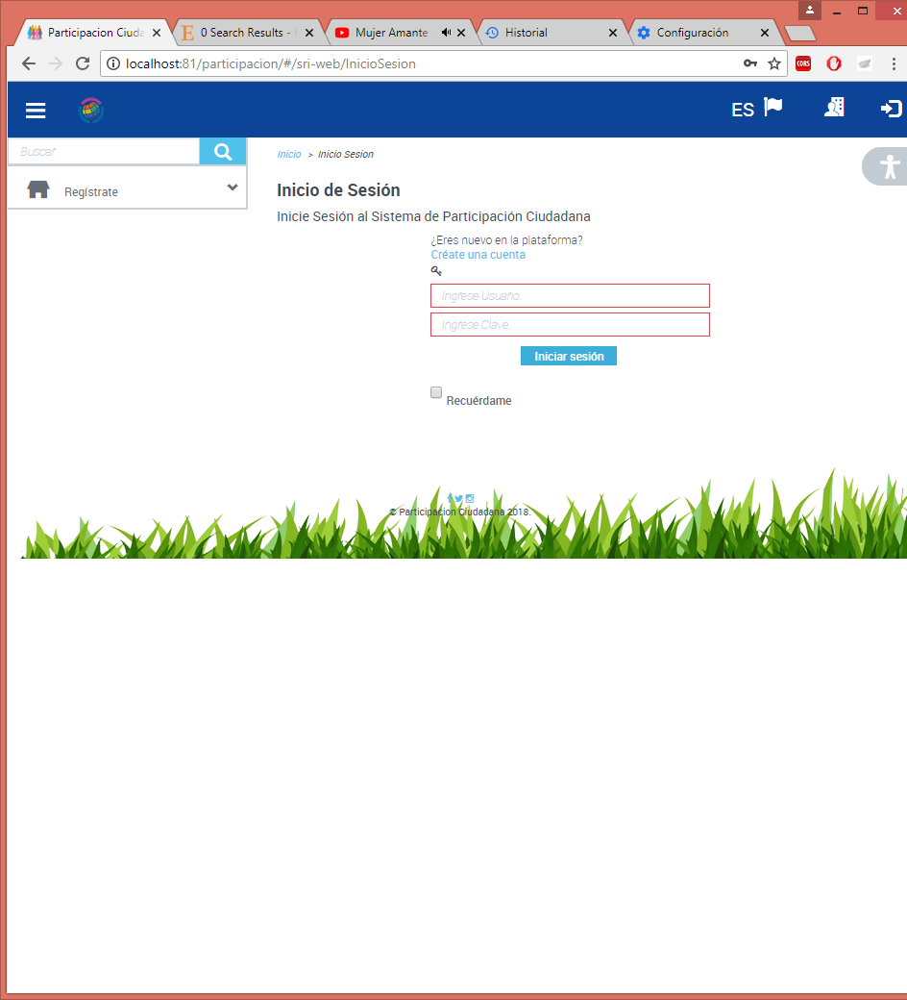 Participacion Ciuda
0 Search Results -
Mujer Amante
Historial
Configuración
localhost:81/participacion/#/sri-web/InicioSesion
CORS
ES
Buscar
Inicio > Inicio Sesion
Regístrate
Inicio de Sesión
Inicie Sesión al Sistema de Participación Ciudadana
¿Eres nuevo en la plataforma?
Créate una cuenta
Ingrese Usuario...
Ingrese Clave...
Iniciar sesión
Recuérdame
© Participacion Ciudadana 2018.